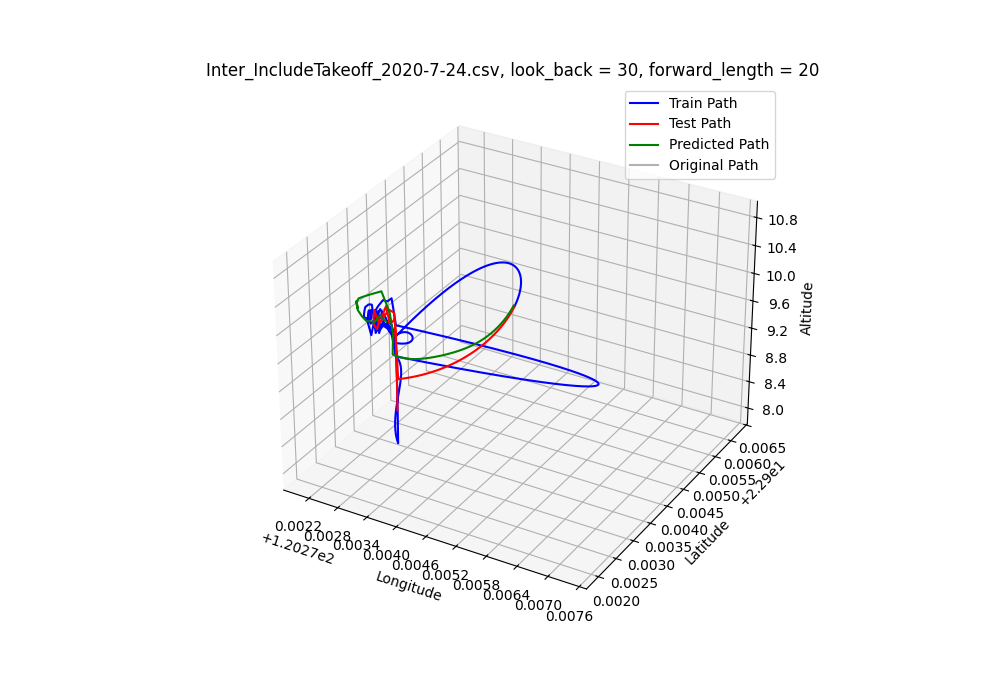 Inter_IncludeTakeoff_2020-7-24.csv, look_back = 30, forward_length = 20
Train Path
Test Path
Predicted Path
Original Path
10.8
10.4
10.0
9.6
9.2
8.8
8.4
8.0
Altitude
0.0065
0.0060
0.0055
0.0050
0.0045
0.0040
0.0035
0.0030
0.0025
0.0020
+2.29e1
Latitude
0.0022
0.0028
0.0034
0.0040
0.0046
0.0052
0.0058
0.0064
0.0070
0.0076
+1.2027e2
Longitude